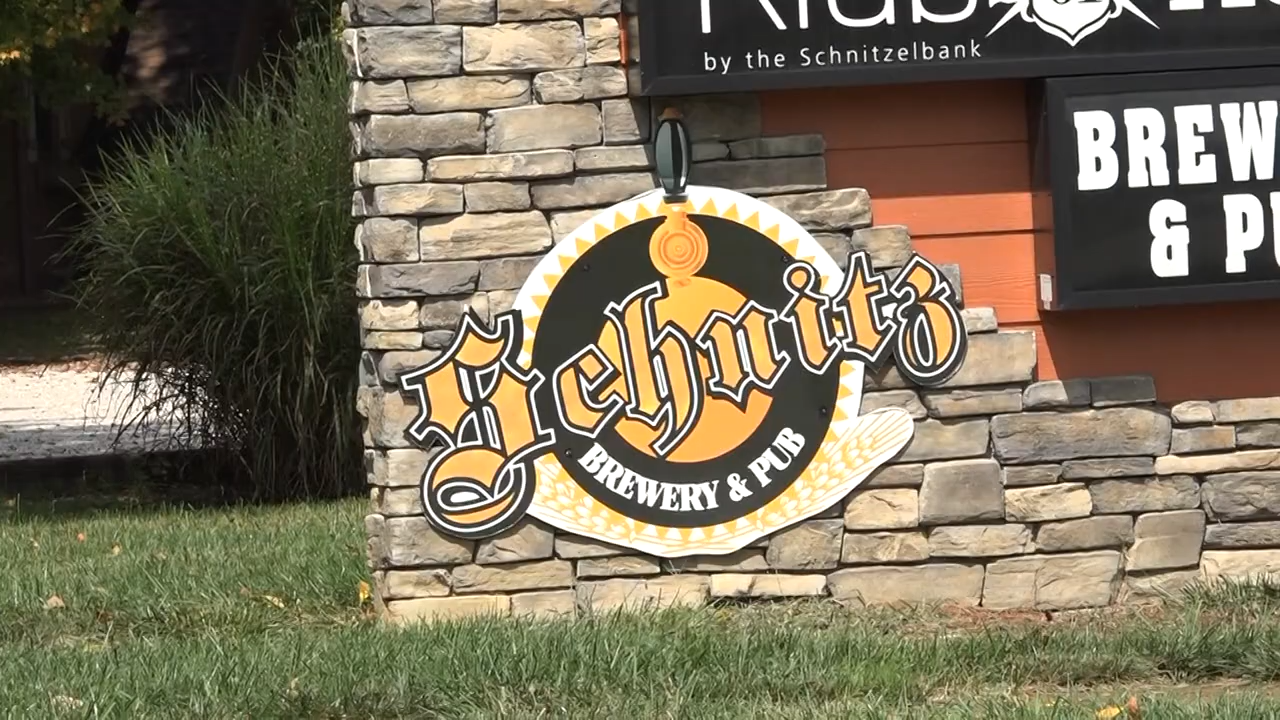 by the Schnitzelbank
BREW
& PU
Schnitz
BREWERY & PUB